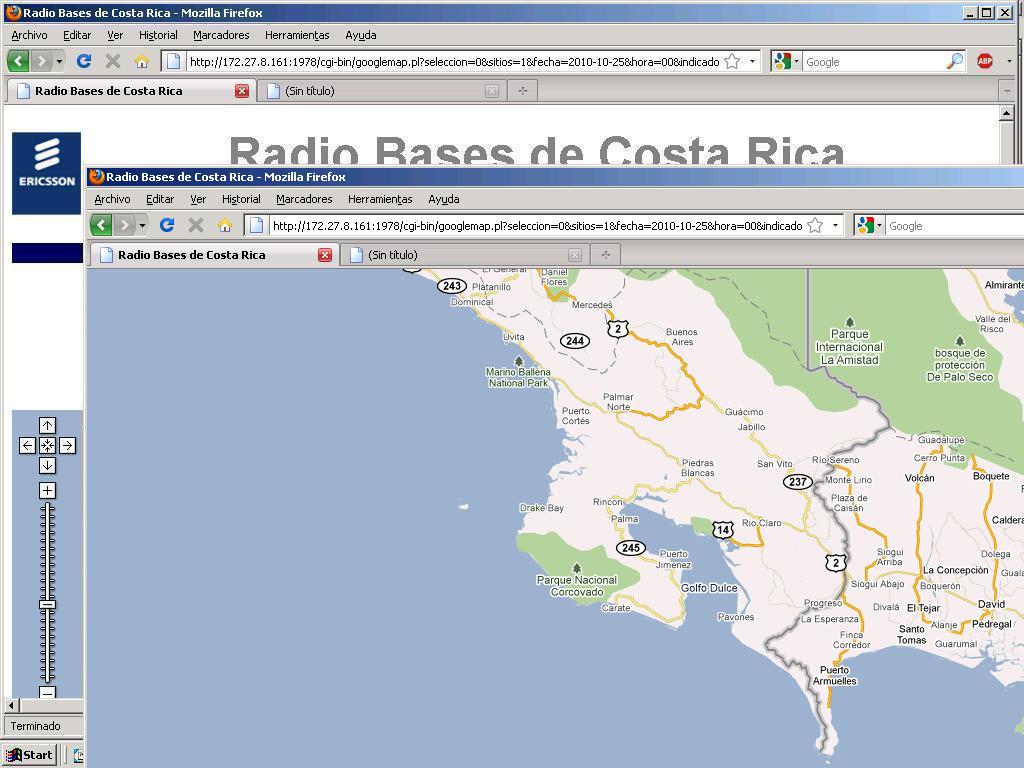 Radio Bases de Costa Rica - Mozilla Firefox
Archivo Editar Ver Historial Marcadores Herramientas Ayuda
http://172.27.8.161:1978/cgi-bin/googlemap.pl?seleccion=0&sitios=1&fecha=2010-10-25&hora=00&indicado
Google
ABP
Radio Bases de Costa Rica
(Sin título)
Radio Bases de Costa Rica
ERICSSON
Radio Bases de Costa Rica - Mozilla Firefox
Archivo Editar Ver Historial Marcadores Herramientas Ayuda
http://172.27.8.161:1978/cgi-bin/googlemap.pl?seleccion=0&sitios=1&fecha=2010-10-25&hora=00&indicado
Google
Radio Bases de Costa Rica
(Sin título)
El General
Daniel
Flores
243
Platanillo
Dominical
Mercedes
Almirante
2
Valle del
Risco
Uvita
244
Buenos
Aires
Parque
Internacional
La Amistad
bosque de
protección
De Palo Seco
Marino Ballena
National Park
Palmar
Norte
Puerto
Cortés
Guácimo
Jabillo
Guadalupe
Cerro Punta
Piedras
Blancas
San Vito
Río Sereno
237
Monte Lirio
Volcán
Boquete
Plaza de
Caisán
Rincon
Drake Bay
Palma
14
Rio Claro
Caldera
245
Puerto
Jimenez
2
Siogui
Arriba
Dolega
Parque Nacional
Corcovado
Golfo Dulce
La Concepción
Siogui Abajo
Boquerón
Guala
Carate
Pavones
Progreso
La Esperanza
Divalá
El Tejar
David
Santo
Tomas
Alanje
Pedregal
Finca
Corredor
Guarumal
Puerto
Armuelles
Terminado
Start